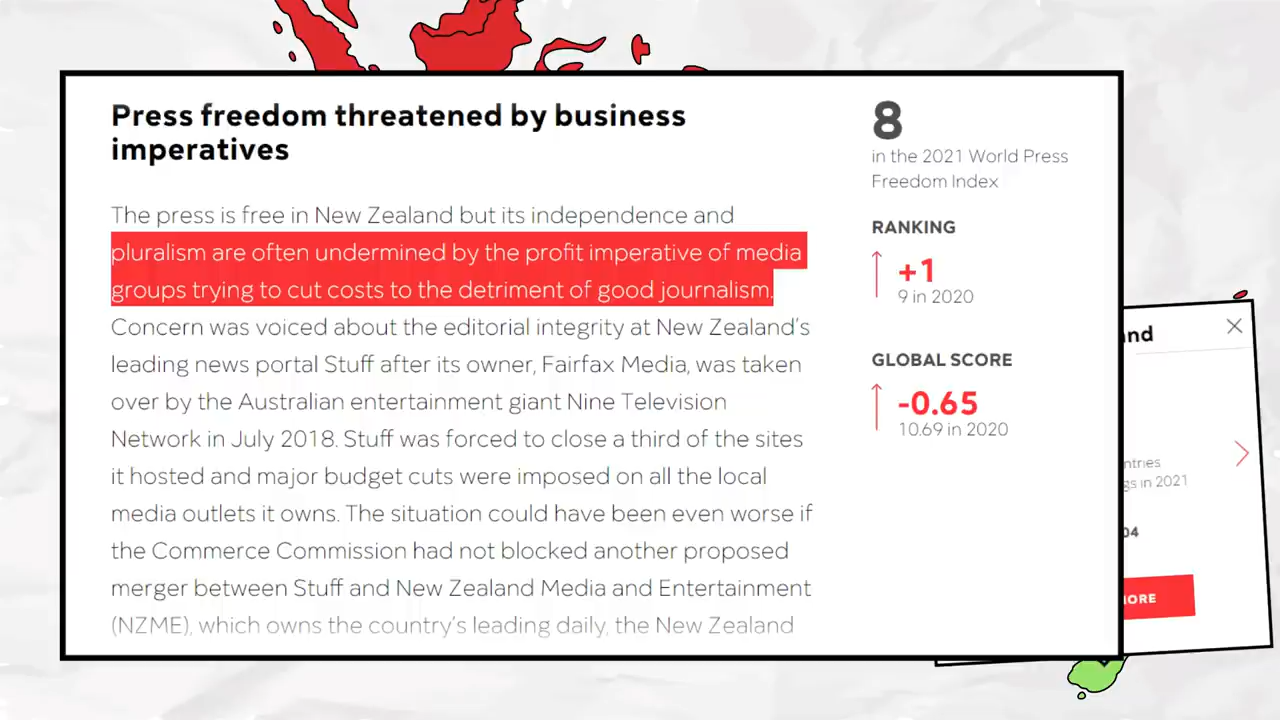 Press freedom threatened by business
imperatives
The press is free in New Zealand but its independence and
pluralism are often undermined by the profit imperative of media
groups trying to cut costs to the detriment of good journalism.
Concern was voiced about the editorial integrity at New Zealand's
leading news portal Stuff after its owner, Fairfax Media, was taken
over by the Australian entertainment giant Nine Television
Network in July 2018. Stuff was forced to close a third of the sites
it hosted and major budget cuts were imposed on all the local
media outlets it owns. The situation could have been even worse if
the Commerce Commission had not blocked another proposed
merger between Stuff and New Zealand Media and Entertainment
(NZME), which owns the country's leading daily, the New Zealand
8
in the 2021 World Press
Freedom Index
RANKING
+1
9 in 2020
GLOBAL SCORE
-0.65
10.69 in 2020
nd
ntries
gs in 2021
04
ORE